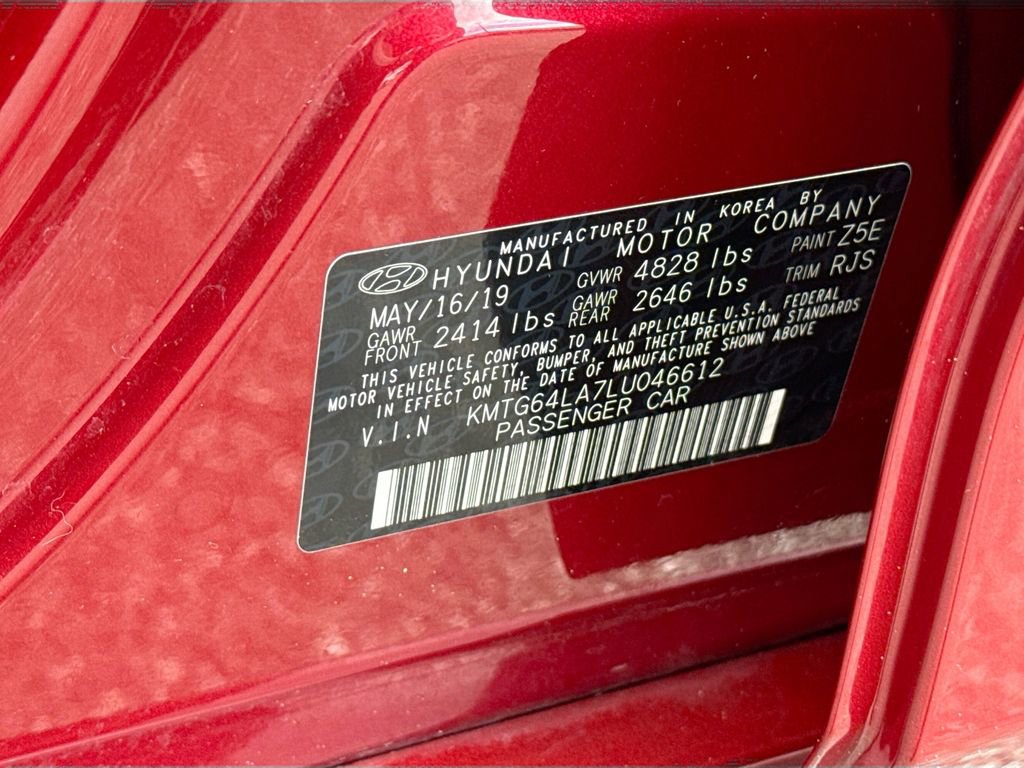 MANUFACTURED IN KOREA BY
HYUNDAI MOTOR COMPANY
MAY/16/19 GVWR 4828 lbs PAINT Z5E
GAWR FRONT 2414 lbs GAWR REAR 2646 lbs TRIM RJS
THIS VEHICLE CONFORMS TO ALL APPLICABLE U.S.A. FEDERAL
MOTOR VEHICLE SAFETY, BUMPER, AND THEFT PREVENTION STANDARDS
IN EFFECT ON THE DATE OF MANUFACTURE SHOWN ABOVE
V.I.N KMTG64LA7LU046612
PASSENGER CAR